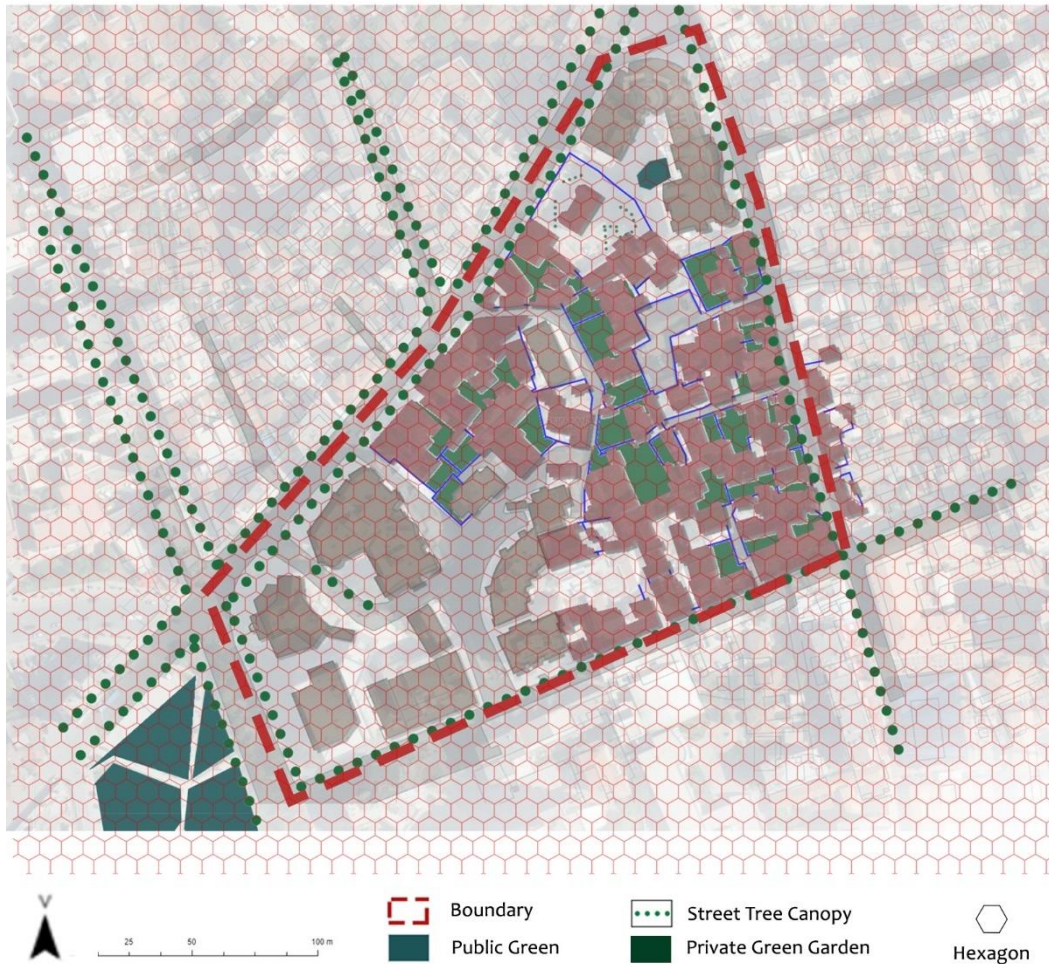 V
Boundary
Street Tree Canopy
25 50 100 m
Public Green
Private Green Garden
Hexagon